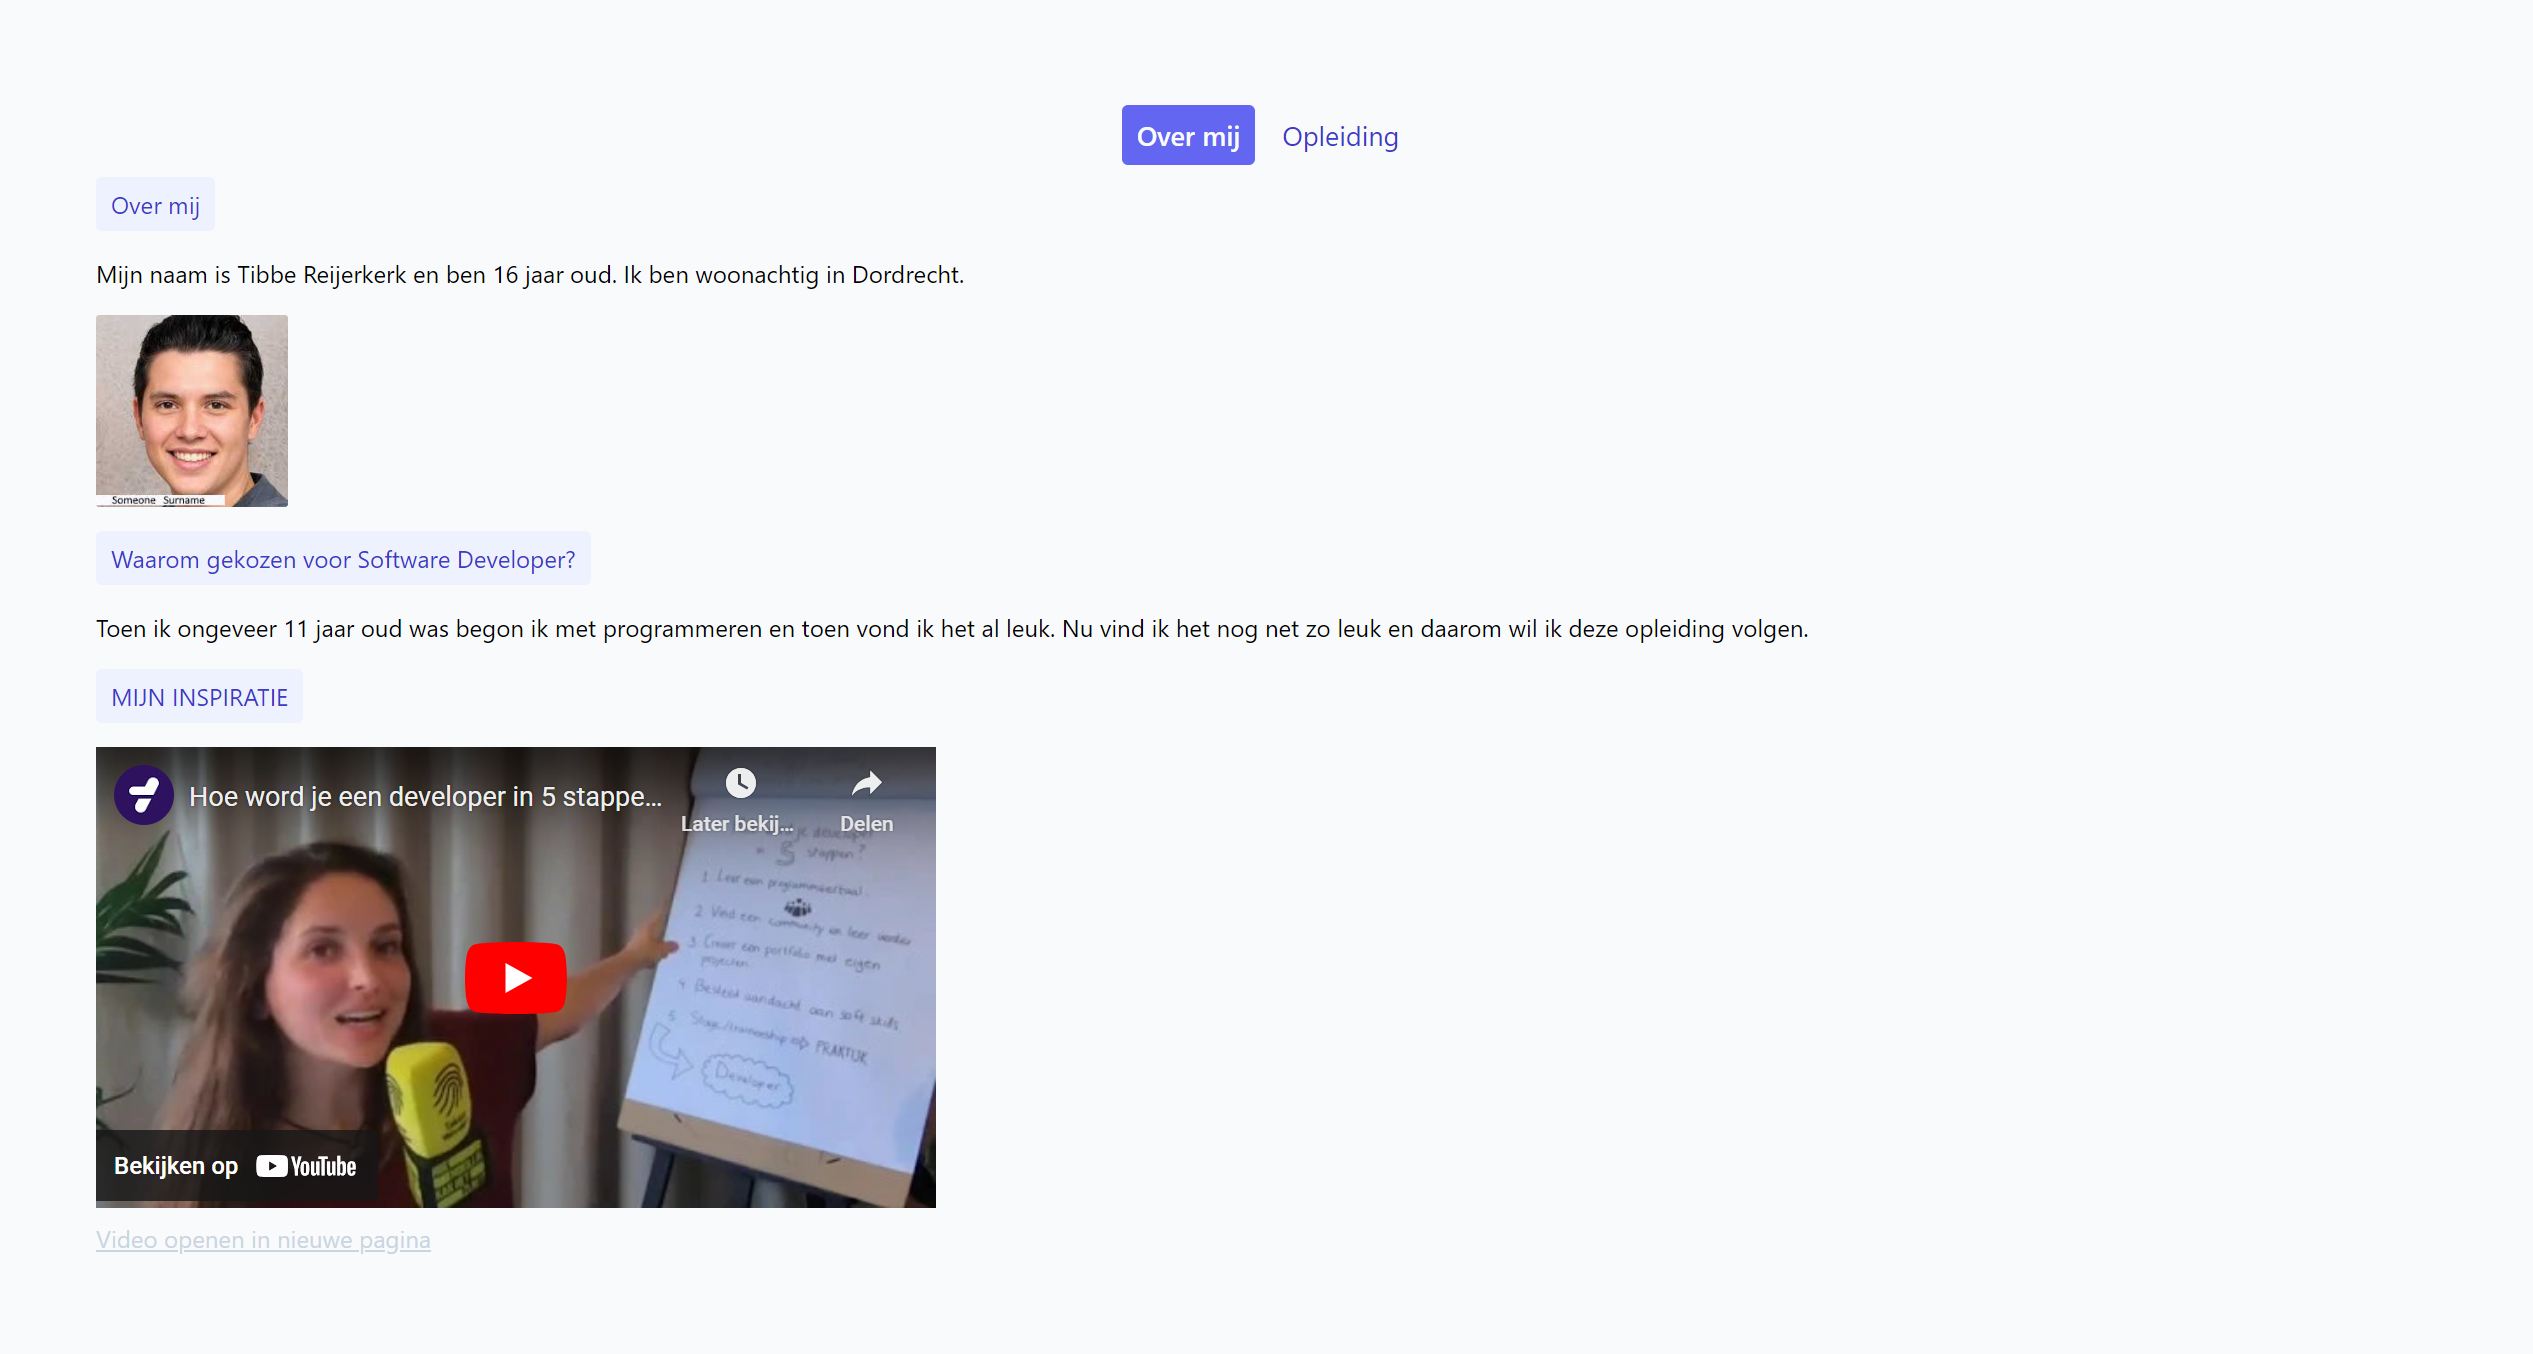 Over mij
Opleiding
Over mij
Mijn naam is Tibbe Reijerkerk en ben 16 jaar oud. Ik ben woonachtig in Dordrecht.
Someone Surname
Waarom gekozen voor Software Developer?
Toen ik ongeveer 11 jaar oud was begon ik met programmeren en toen vond ik het al leuk. Nu vind ik het nog net zo leuk en daarom wil ik deze opleiding volgen.
MIJN INSPIRATIE
Hoe word je een developer in 5 stappe...
Later bekij...
Delen
je developer
5 stappen?
1. Leer een programmeertaal
2. Vind een community en leer verder
3. Creëer een portfolio met eigen
projecten
4. Besteed aandacht aan soft skills
5. Stage/traineeship op PRAKTIJK
Developer
Bekijken op YouTube
Video openen in nieuwe pagina